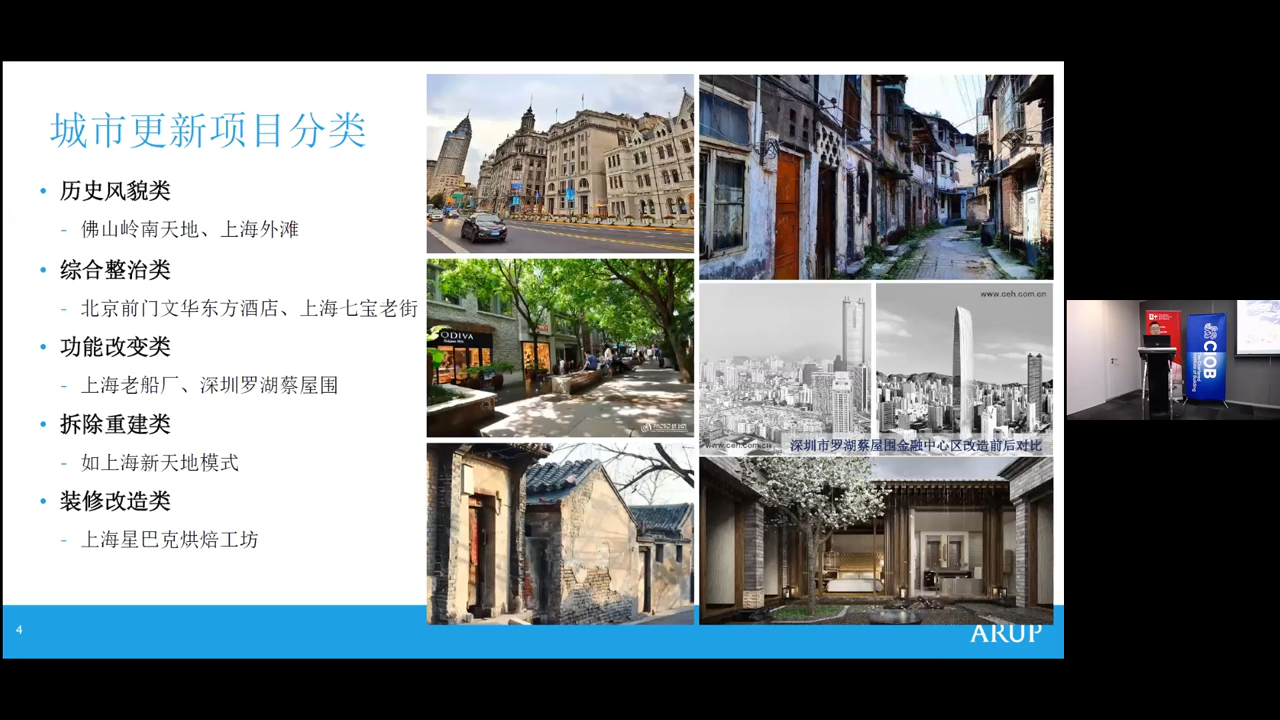 城市更新项目分类
• 历史风貌类
- 佛山岭南天地、上海外滩
• 综合整治类
- 北京前门文华东方酒店、上海七宝老街
• 功能改变类
- 上海老船厂、深圳罗湖蔡屋围
• 拆除重建类
- 如上海新天地模式
• 装修改造类
- 上海星巴克烘焙工坊
GODIVA
www.ceh.com.cn
www.ceh.com.cn
深圳市罗湖蔡屋围金融中心区改造前后对比
4
ARUP
CIOB